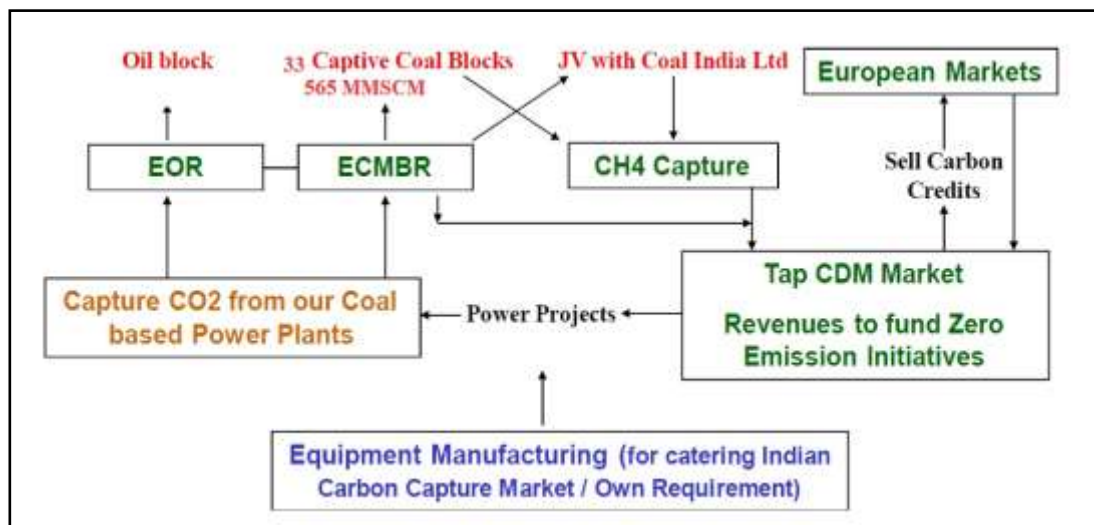 Oil block
33 Captive Coal Blocks
565 MMSCM
JV with Coal India Ltd
European Markets
EOR
ECMBR
CH4 Capture
Sell Carbon
Credits
Capture CO2 from our Coal
based Power Plants
Power Projects
Tap CDM Market
Revenues to fund Zero
Emission Initiatives
Equipment Manufacturing (for catering Indian
Carbon Capture Market / Own Requirement)